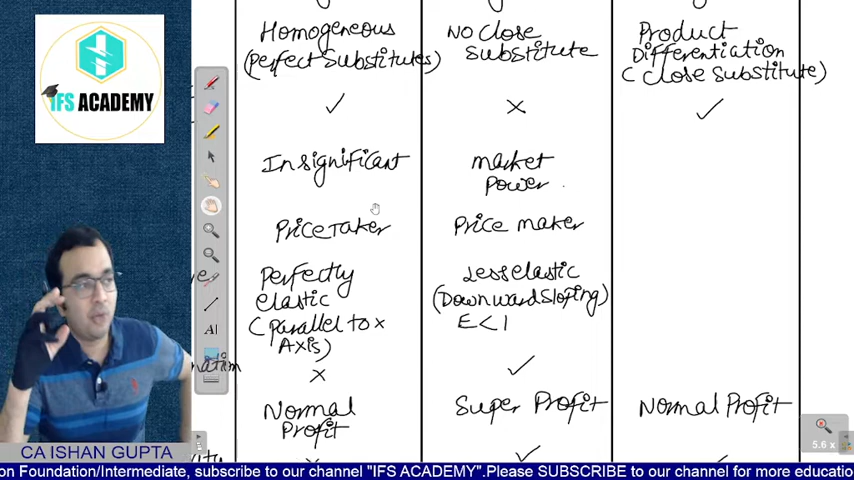 IFS ACADEMY
Homogeneous
(Perfect Substitutes)
✓
Insignificant
Price Taker
Perfectly
elastic
(parallel to x
Axis)
×
Normal
Profit
No close
substitute
×
market
power
Price maker
Less elastic
(Downward Sloping)
E < 1
✓
Super Profit
✓
Product
Differentiation
(close substitute)
✓
Normal Profit
5.6 x
CA ISHAN GUPTA
on Foundation/Intermediate, subscribe to our channel "IFS ACADEMY".Please SUBSCRIBE to our channel for more educatio